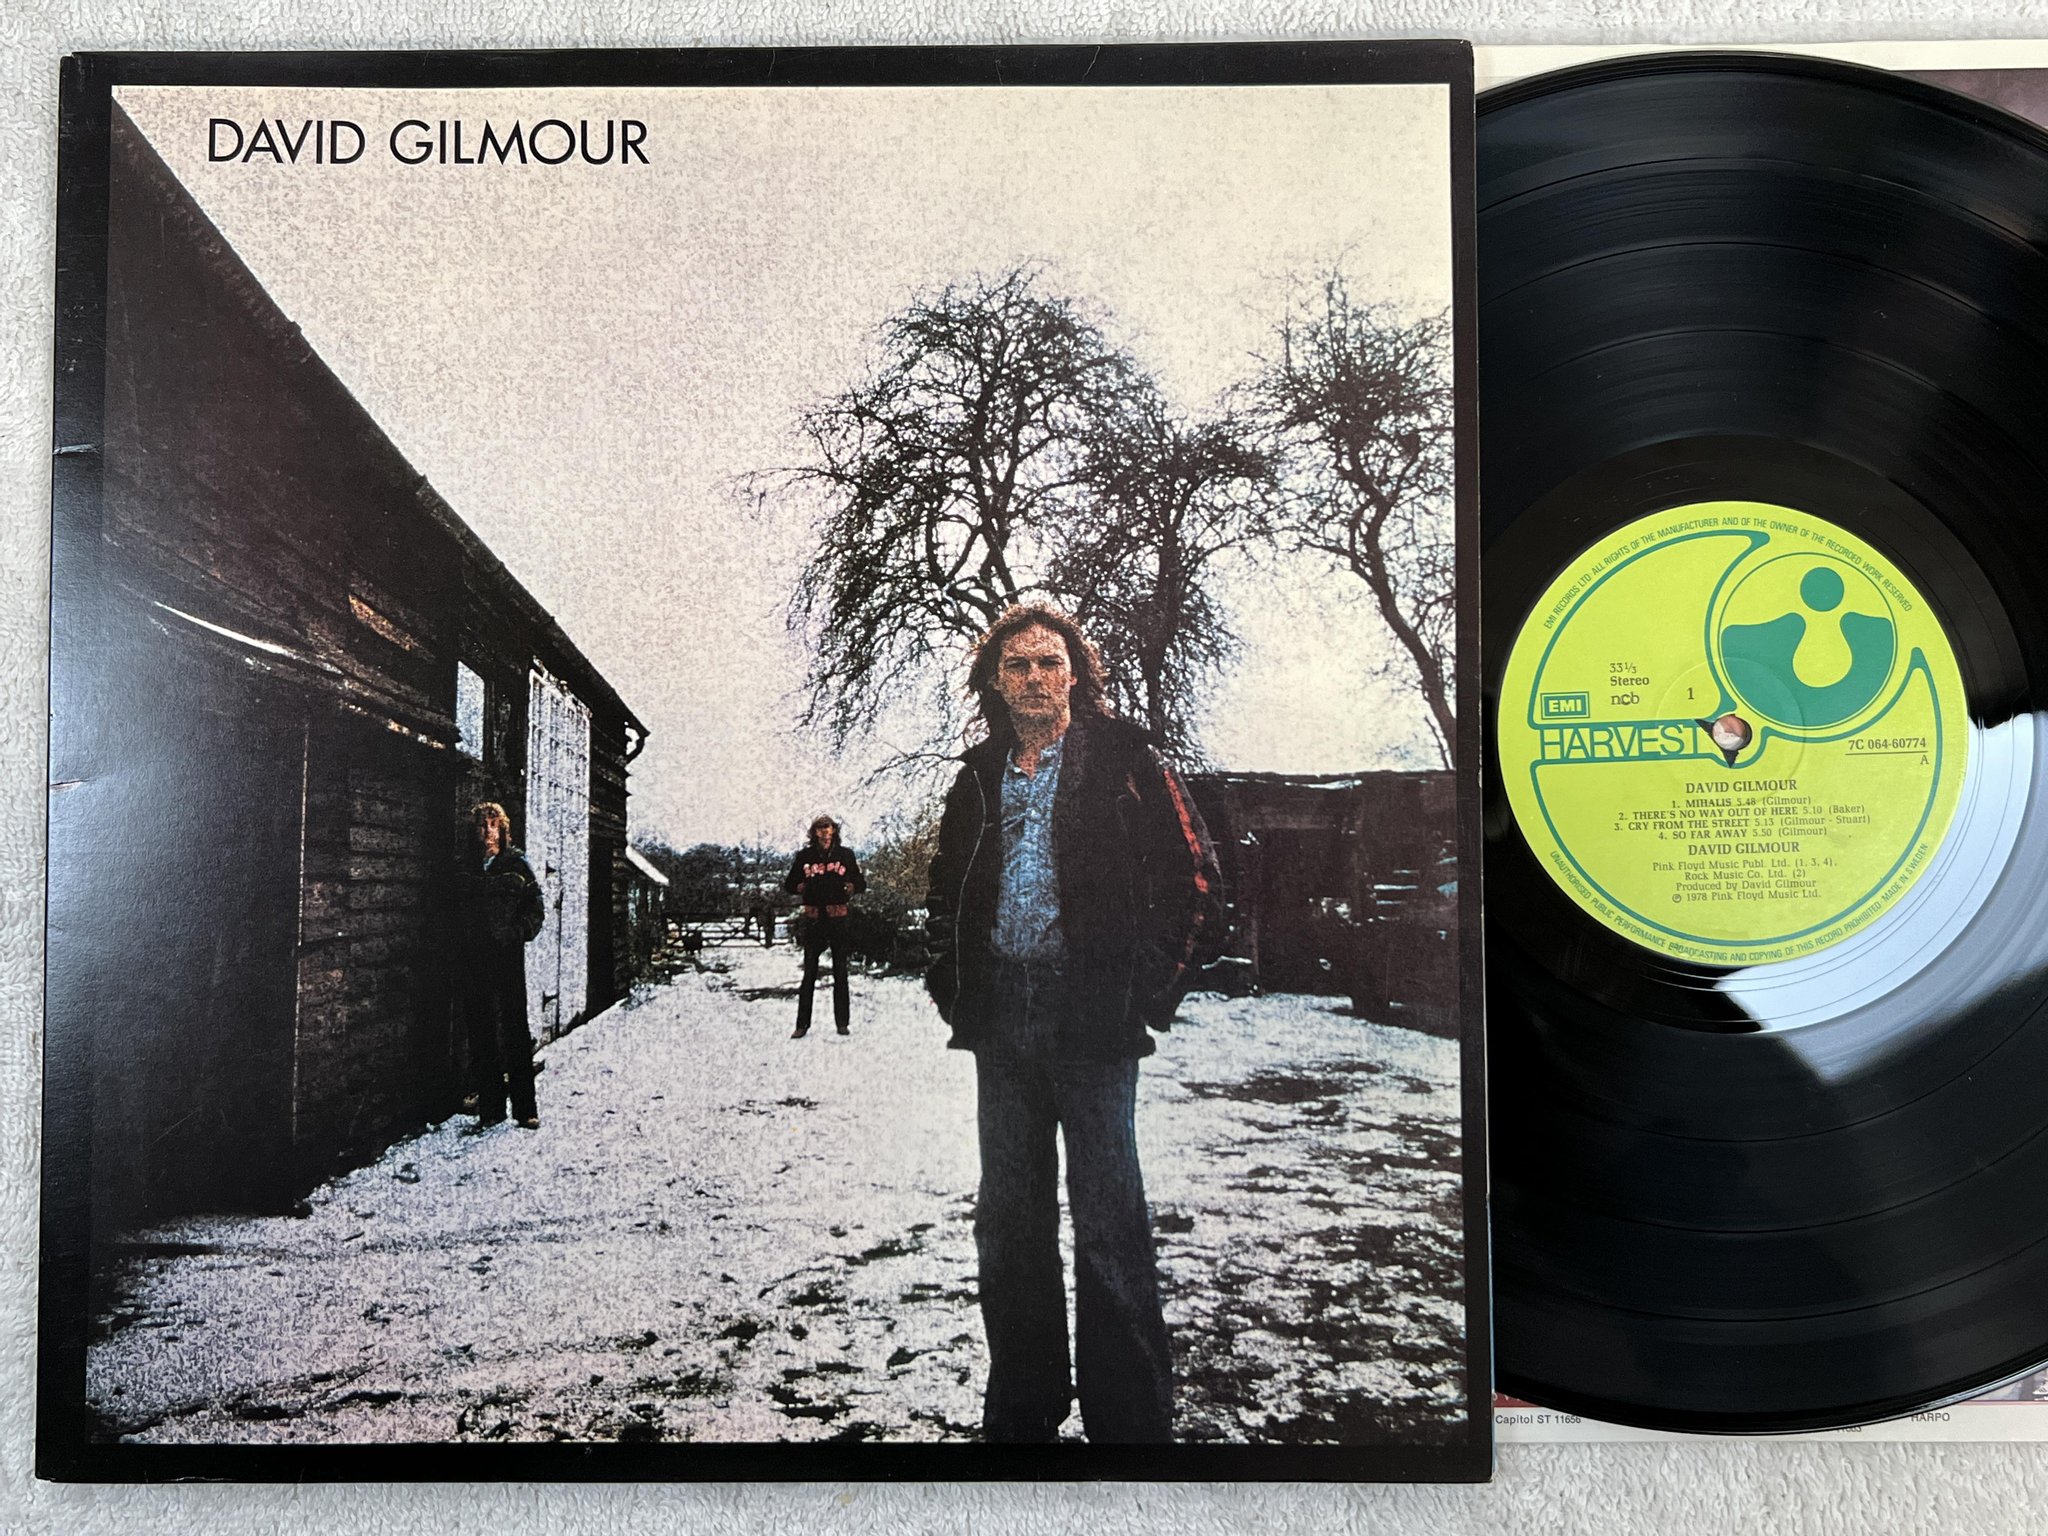 DAVID GILMOUR
EMI RECORDS LTD ALL RIGHTS OF THE MANUFACTURER AND OF THE OWNER OF THE RECORDED WORK RESERVED
33⅓
Stereo
ncb
1
EMI
HARVEST
7C 064-60774
A
DAVID GILMOUR
1. MIHALIS 5.48 (Gilmour)
2. THERE'S NO WAY OUT OF HERE 5.10 (Baker)
3. CRY FROM THE STREET 5.13 (Gilmour - Stuart)
4. SO FAR AWAY 5.50 (Gilmour)
DAVID GILMOUR
Pink Floyd Music Publ. Ltd. (1, 3, 4),
Rock Music Co. Ltd. (2)
Produced by David Gilmour
℗ 1978 Pink Floyd Music Ltd.
UNAUTHORISED PUBLIC PERFORMANCE BROADCASTING AND COPYING OF THIS RECORD PROHIBITED MADE IN SWEDEN
Capitol ST 11656
HARPO